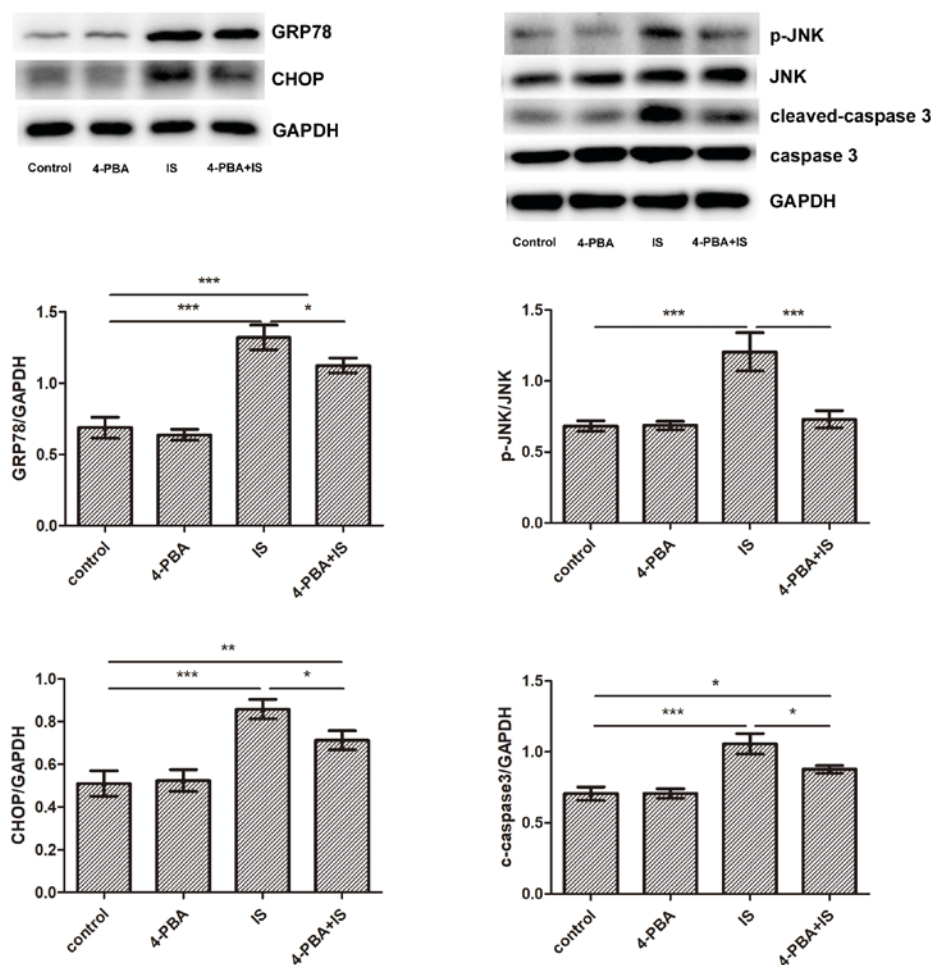 GRP78
CHOP
GAPDH
Control 4-PBA IS 4-PBA+IS
p-JNK
JNK
cleaved-caspase 3
caspase 3
GAPDH
Control 4-PBA IS 4-PBA+IS
***
*** *
1.5
1.0
0.5
0.0
GRP78/GAPDH
control 4-PBA IS 4-PBA+IS
*** ***
1.5
1.0
0.5
0.0
p-JNK/JNK
control 4-PBA IS 4-PBA+IS
**
*** *
1.0
0.8
0.6
0.4
0.2
0.0
CHOP/GAPDH
control 4-PBA IS 4-PBA+IS
*
*** *
1.5
1.0
0.5
0.0
c-caspase3/GAPDH
control 4-PBA IS 4-PBA+IS